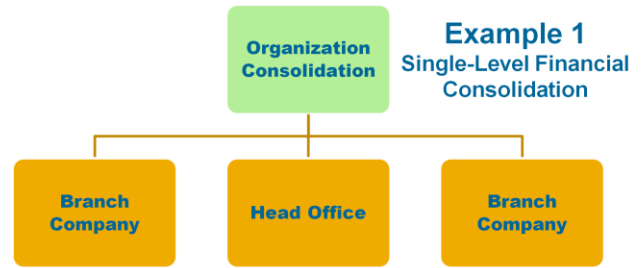 Organization
Consolidation
Example 1
Single-Level Financial
Consolidation
Branch
Company
Head Office
Branch
Company